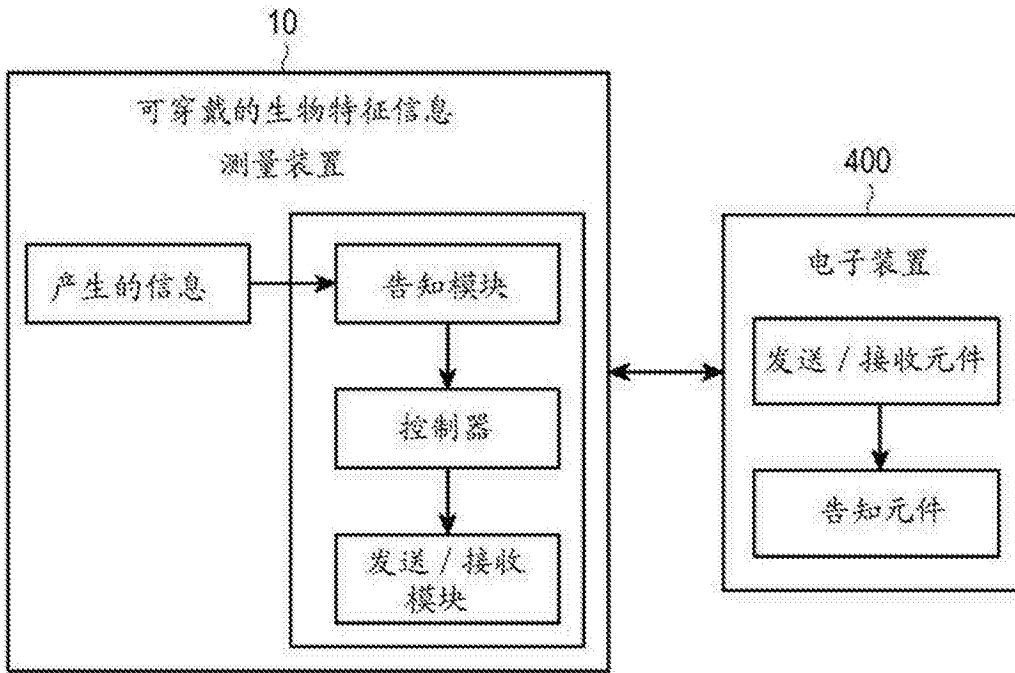 10
可穿戴的生物特征信息
测量装置
产生的信息
告知模块
控制器
发送/接收
模块
400
电子装置
发送/接收元件
告知元件